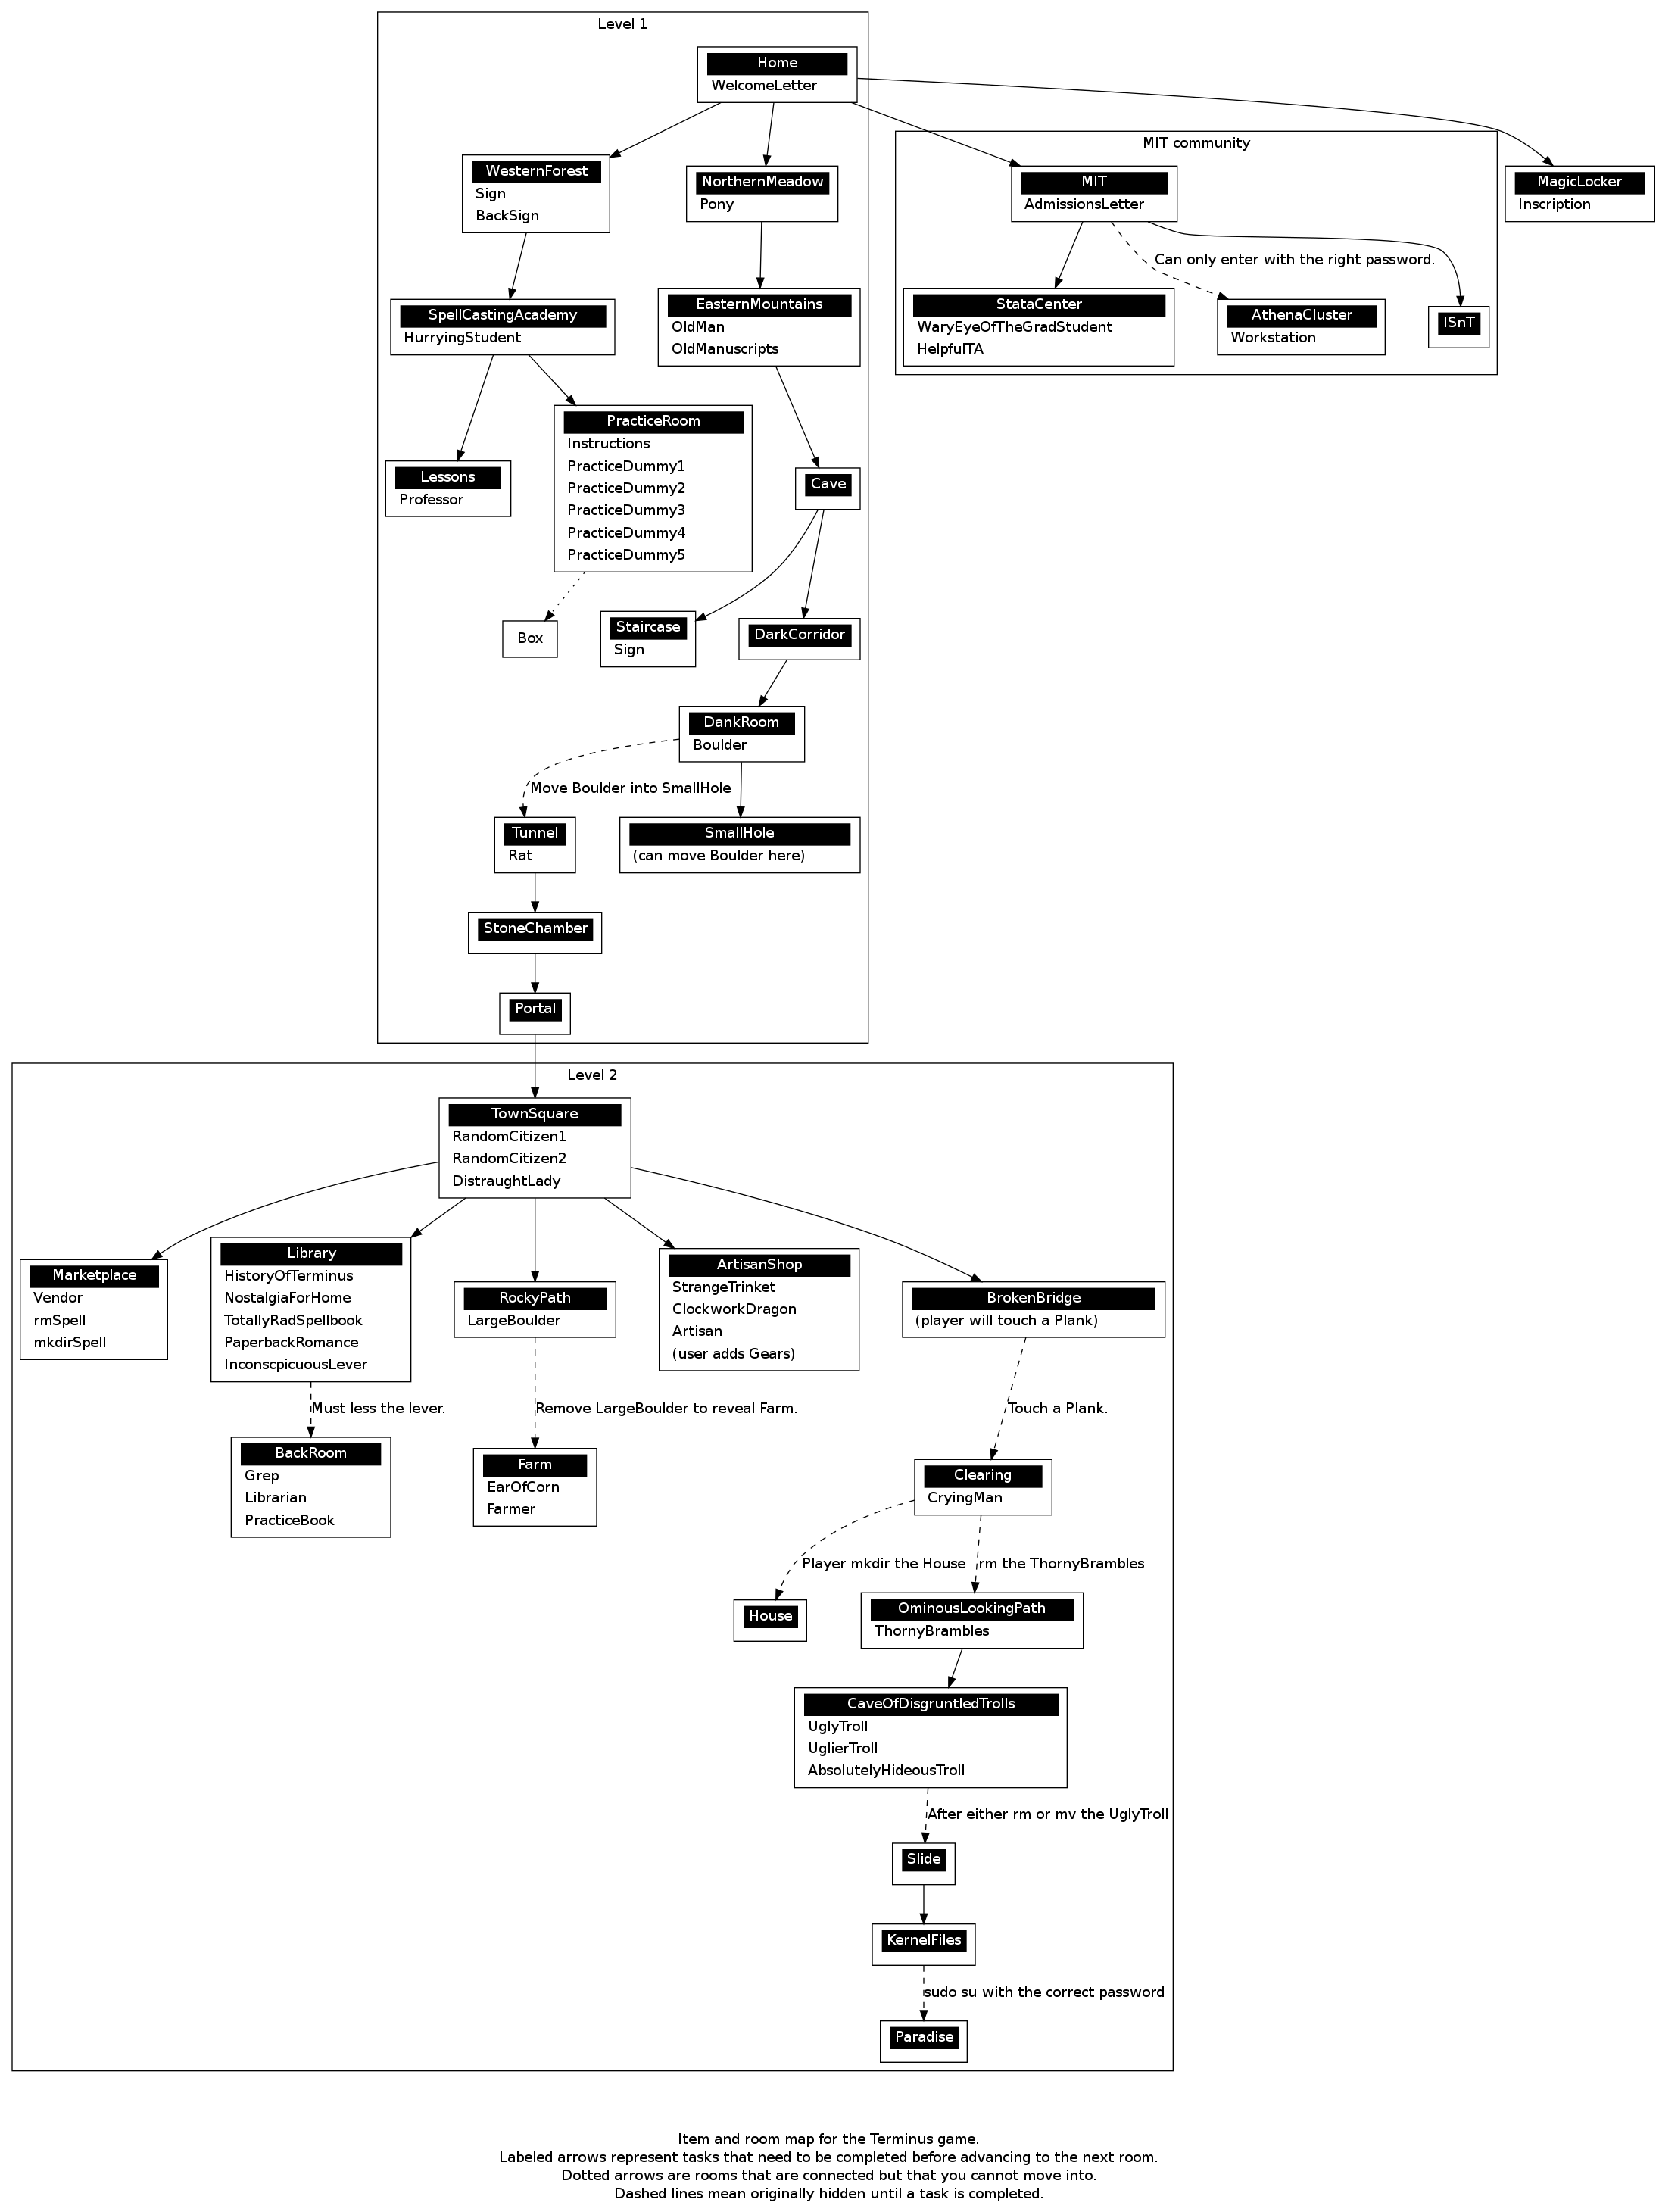 Level 1
Home
WelcomeLetter
MIT community
WesternForest
Sign
BackSign
NorthernMeadow
Pony
MIT
AdmissionsLetter
MagicLocker
Inscription
Can only enter with the right password.
SpellCastingAcademy
HurryingStudent
EasternMountains
OldMan
OldManuscripts
StataCenter
WaryEyeOfTheGradStudent
HelpfulTA
AthenaCluster
Workstation
ISnT
Lessons
Professor
PracticeRoom
Instructions
PracticeDummy1
PracticeDummy2
PracticeDummy3
PracticeDummy4
PracticeDummy5
Cave
Box
Staircase
Sign
DarkCorridor
DankRoom
Boulder
Move Boulder into SmallHole
Tunnel
Rat
SmallHole
(can move Boulder here)
StoneChamber
Portal
Level 2
TownSquare
RandomCitizen1
RandomCitizen2
DistraughtLady
Marketplace
Vendor
rmSpell
mkdirSpell
Library
HistoryOfTerminus
NostalgiaForHome
TotallyRadSpellbook
PaperbackRomance
InconscpicuousLever
RockyPath
LargeBoulder
ArtisanShop
StrangeTrinket
ClockworkDragon
Artisan
(user adds Gears)
BrokenBridge
(player will touch a Plank)
Must less the lever.
Remove LargeBoulder to reveal Farm.
Touch a Plank.
BackRoom
Grep
Librarian
PracticeBook
Farm
EarOfCorn
Farmer
Clearing
CryingMan
Player mkdir the House
rm the ThornyBrambles
House
OminousLookingPath
ThornyBrambles
CaveOfDisgruntledTrolls
UglyTroll
UglierTroll
AbsolutelyHideousTroll
After either rm or mv the UglyTroll
Slide
KernelFiles
sudo su with the correct password
Paradise
Item and room map for the Terminus game.
Labeled arrows represent tasks that need to be completed before advancing to the next room.
Dotted arrows are rooms that are connected but that you cannot move into.
Dashed lines mean originally hidden until a task is completed.